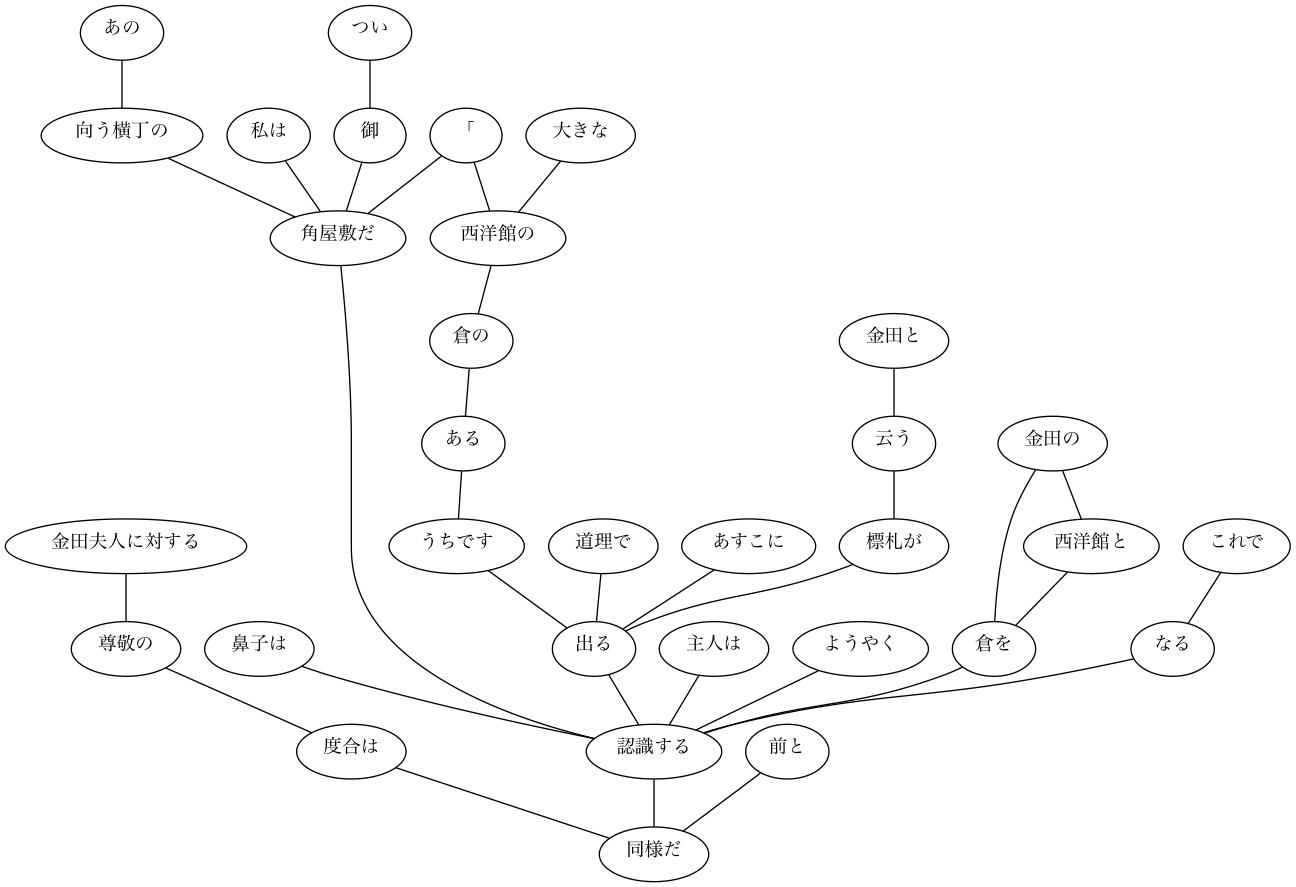 あの
つい
向う横丁の
私は
御
「
大きな
角屋敷だ
西洋館の
倉の
金田と
ある
云う
金田の
金田夫人に対する
うちです
道理で
あすこに
標札が
西洋館と
これで
尊敬の
鼻子は
出る
主人は
ようやく
倉を
なる
度合は
認識する
前と
同様だ